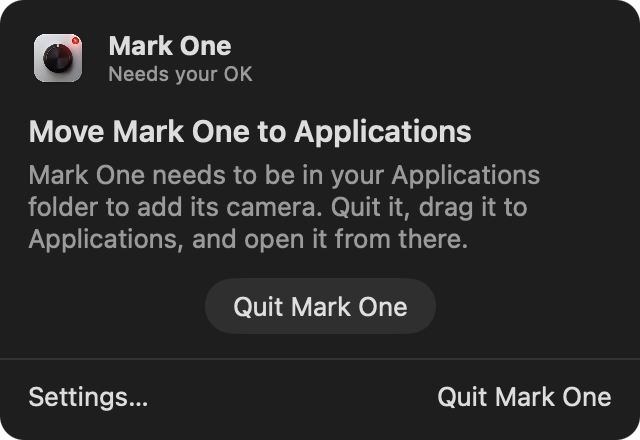 Mark One
Needs your OK
Move Mark One to Applications
Mark One needs to be in your Applications
folder to add its camera. Quit it, drag it to
Applications, and open it from there.
Quit Mark One
Settings...
Quit Mark One